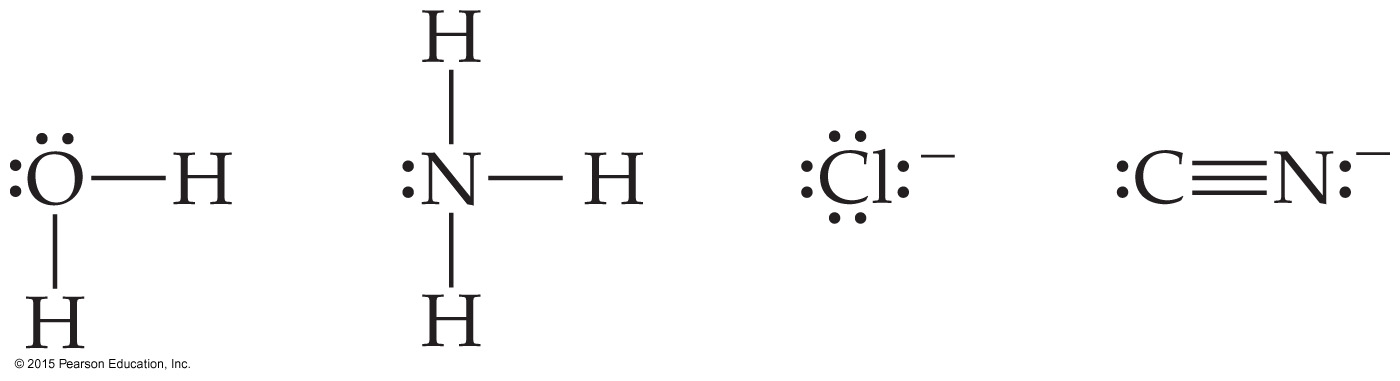 H
:Ö—H
H
:N—H
H
H
:Cl:⁻
:C≡N:⁻
© 2015 Pearson Education, Inc.